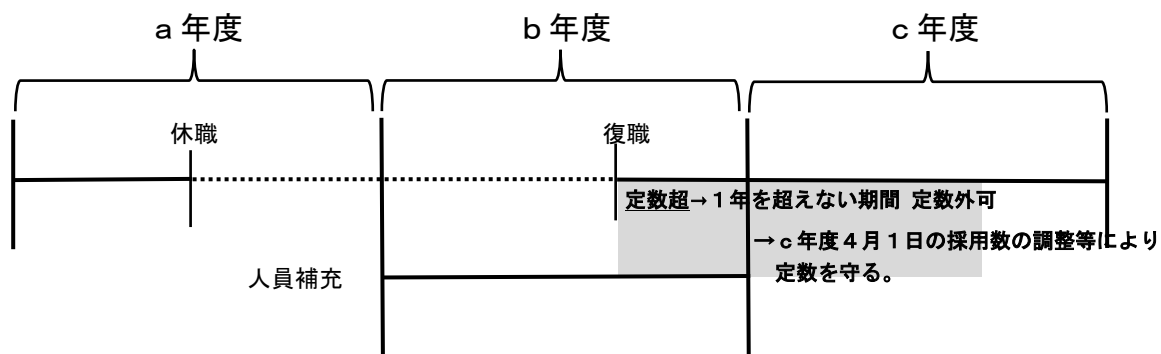 a 年度
b 年度
c 年度
休職
復職
定数超→１年を超えない期間 定数外可
→ c 年度４月１日の採用数の調整等により
定数を守る。
人員補充